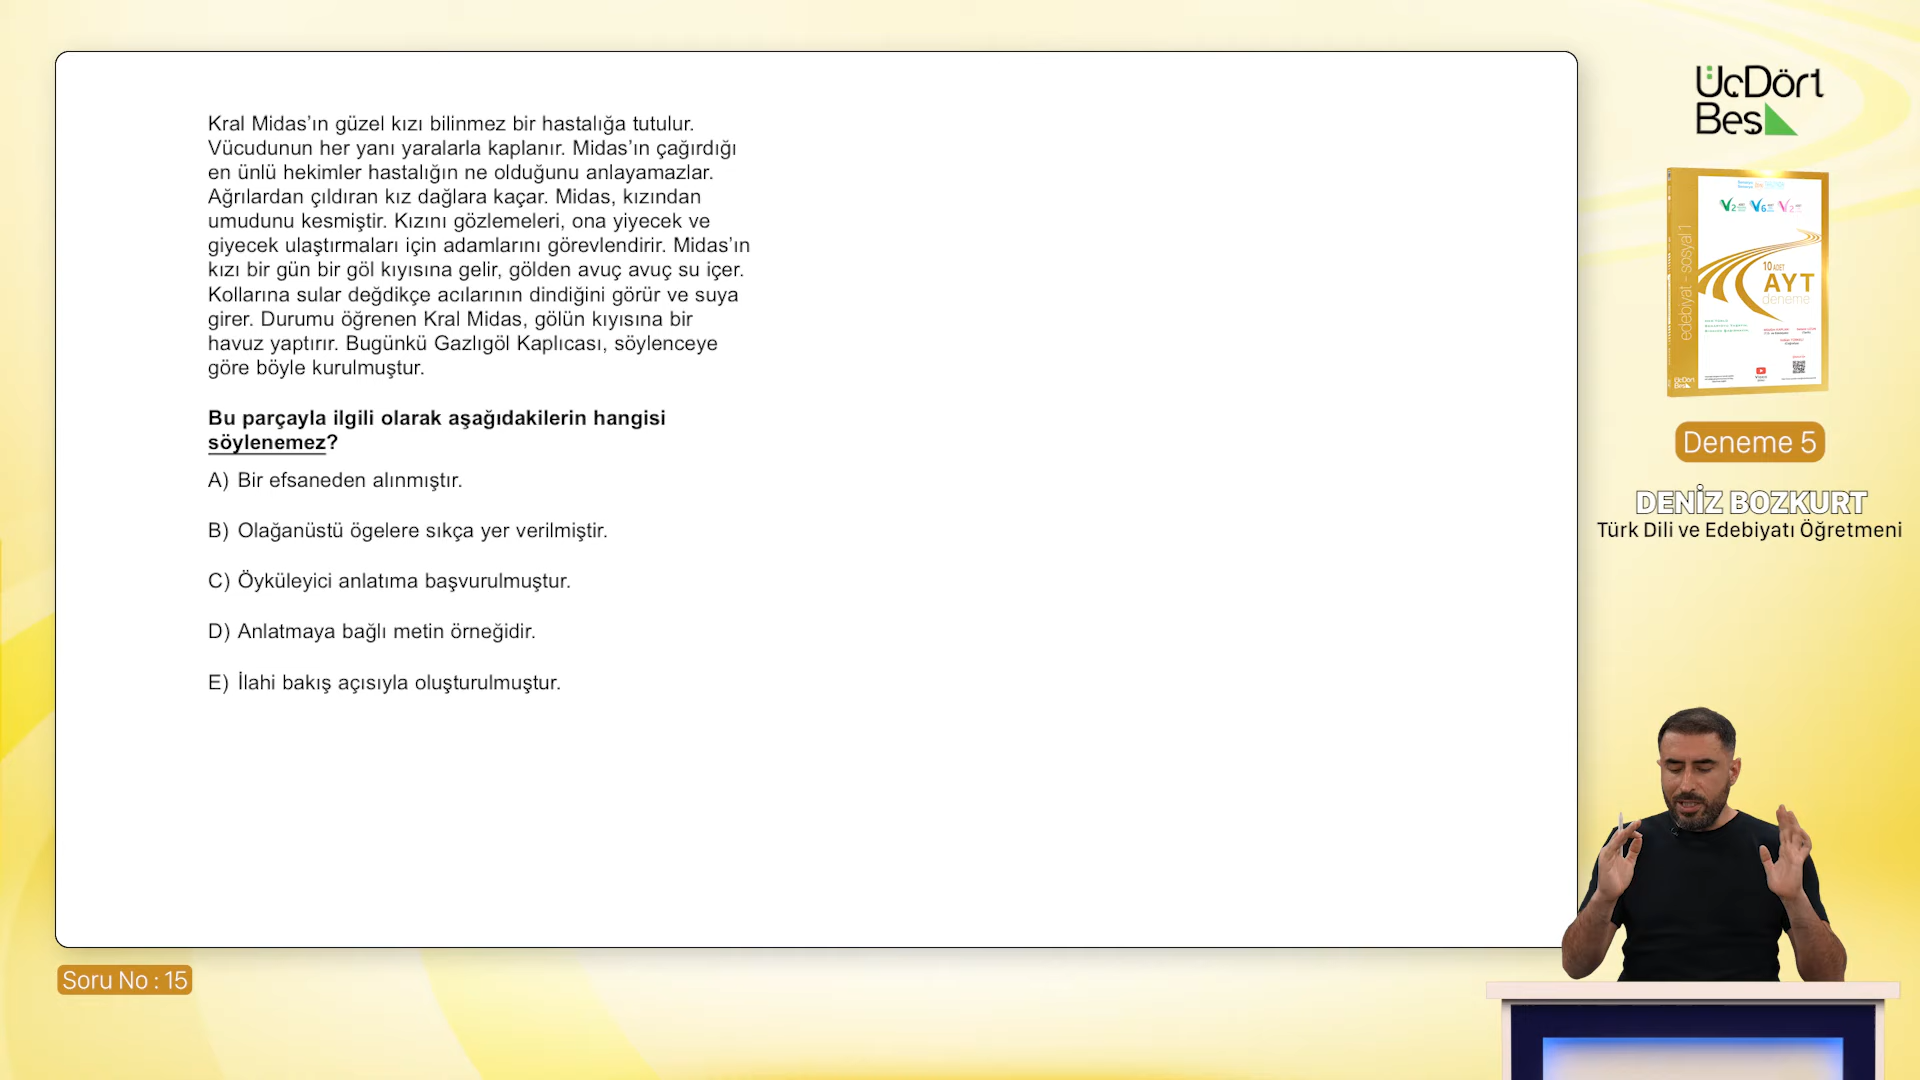 Kral Midas’ın güzel kızı bilinmez bir hastalığa tutulur.
Vücudunun her yanı yaralarla kaplanır. Midas’ın çağırdığı
en ünlü hekimler hastalığın ne olduğunu anlayamazlar.
Ağrılardan çıldıran kız dağlara kaçar. Midas, kızından
umudunu kesmiştir. Kızını gözlemeleri, ona yiyecek ve
giyecek ulaştırmaları için adamlarını görevlendirir. Midas’ın
kızı bir gün bir göl kıyısına gelir, gölden avuç avuç su içer.
Kollarına sular değdikçe acılarının dindiğini görür ve suya
girer. Durumu öğrenen Kral Midas, gölün kıyısına bir
havuz yaptırır. Bugünkü Gazlıgöl Kaplıcası, söylenceye
göre böyle kurulmuştur.
Bu parçayla ilgili olarak aşağıdakilerin hangisi
söylenemez?
A) Bir efsaneden alınmıştır.
B) Olağanüstü ögelere sıkça yer verilmiştir.
C) Öyküleyici anlatıma başvurulmuştur.
D) Anlatmaya bağlı metin örneğidir.
E) İlahi bakış açısıyla oluşturulmuştur.
Soru No : 15
ÜçDört
Beş
edebiyat - sosyal 1
10 ADET
AYT
deneme
Deneme 5
DENİZ BOZKURT
Türk Dili ve Edebiyatı Öğretmeni